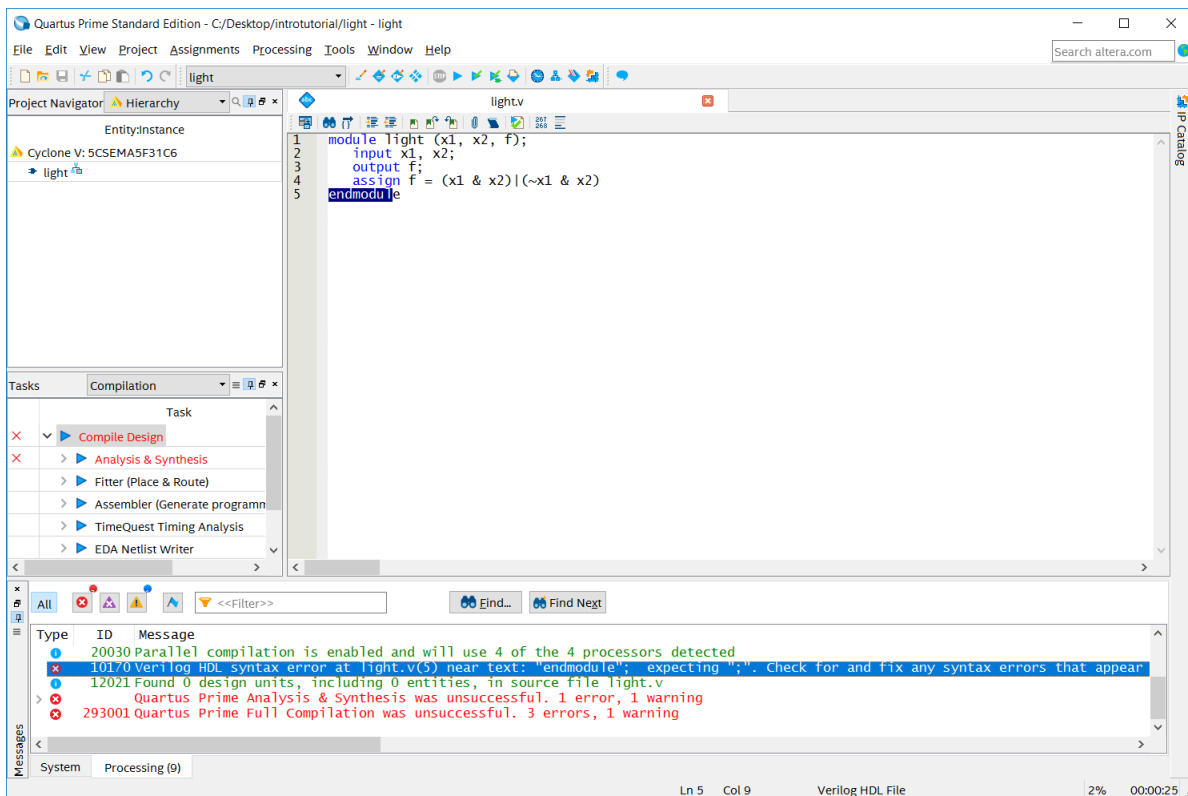 Quartus Prime Standard Edition - C:/Desktop/introtutorial/light - light
File Edit View Project Assignments Processing Tools Window Help
Search altera.com
light
Project Navigator Hierarchy
light.v
Entity:Instance
Cyclone V: 5CSEMA5F31C6
light
267
268
1 module light (x1, x2, f);
2 input x1, x2;
3 output f;
4 assign f = (x1 & x2)|(~x1 & x2)
5 endmodule
IP Catalog
Tasks Compilation
Task
Compile Design
Analysis & Synthesis
Fitter (Place & Route)
Assembler (Generate programm
TimeQuest Timing Analysis
EDA Netlist Writer
All <<Filter>> Find... Find Next
Type ID Message
20030 Parallel compilation is enabled and will use 4 of the 4 processors detected
10170 Verilog HDL syntax error at light.v(5) near text: "endmodule"; expecting ";". Check for and fix any syntax errors that appear
12021 Found 0 design units, including 0 entities, in source file light.v
Quartus Prime Analysis & Synthesis was unsuccessful. 1 error, 1 warning
293001 Quartus Prime Full Compilation was unsuccessful. 3 errors, 1 warning
Messages
System Processing (9)
Ln 5 Col 9 Verilog HDL File 2% 00:00:25